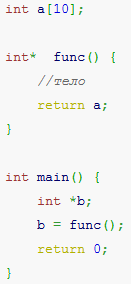 int a[10];
int*  func() {
//тело
return a;
}
int main() {
int *b;
b = func();
return 0;
}